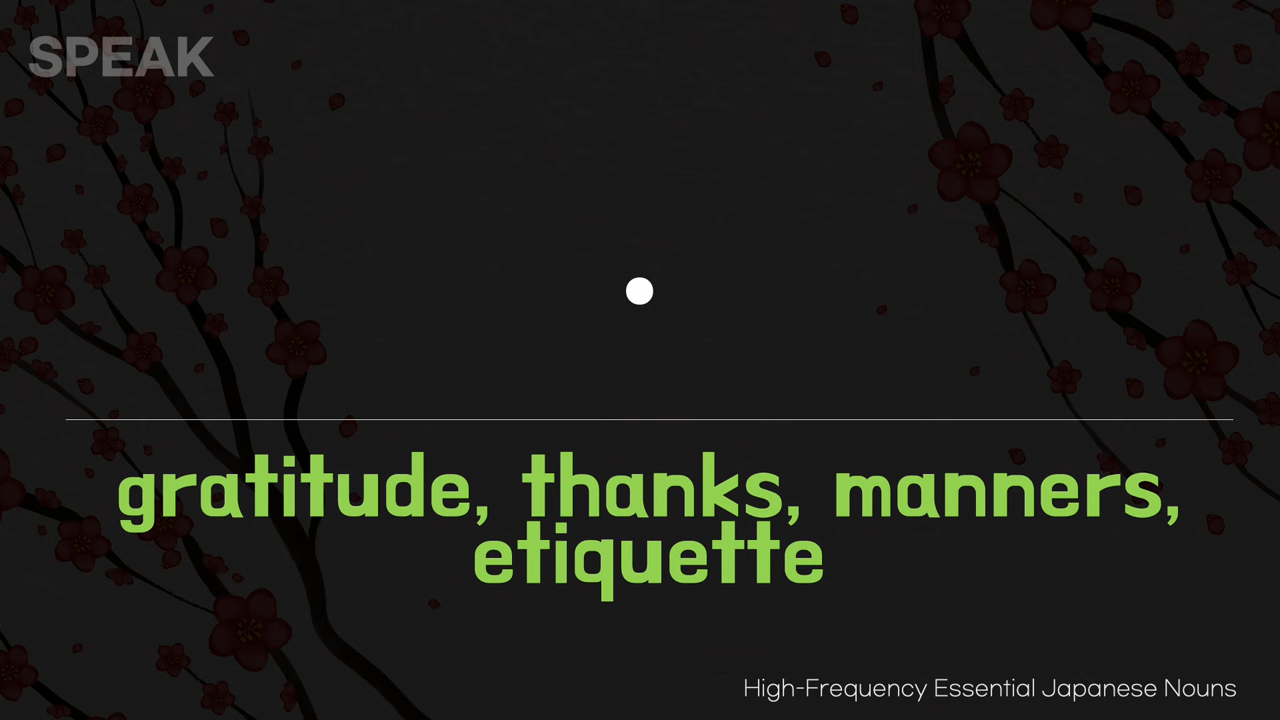 SPEAK
gratitude, thanks, manners,
etiquette
High-Frequency Essential Japanese Nouns